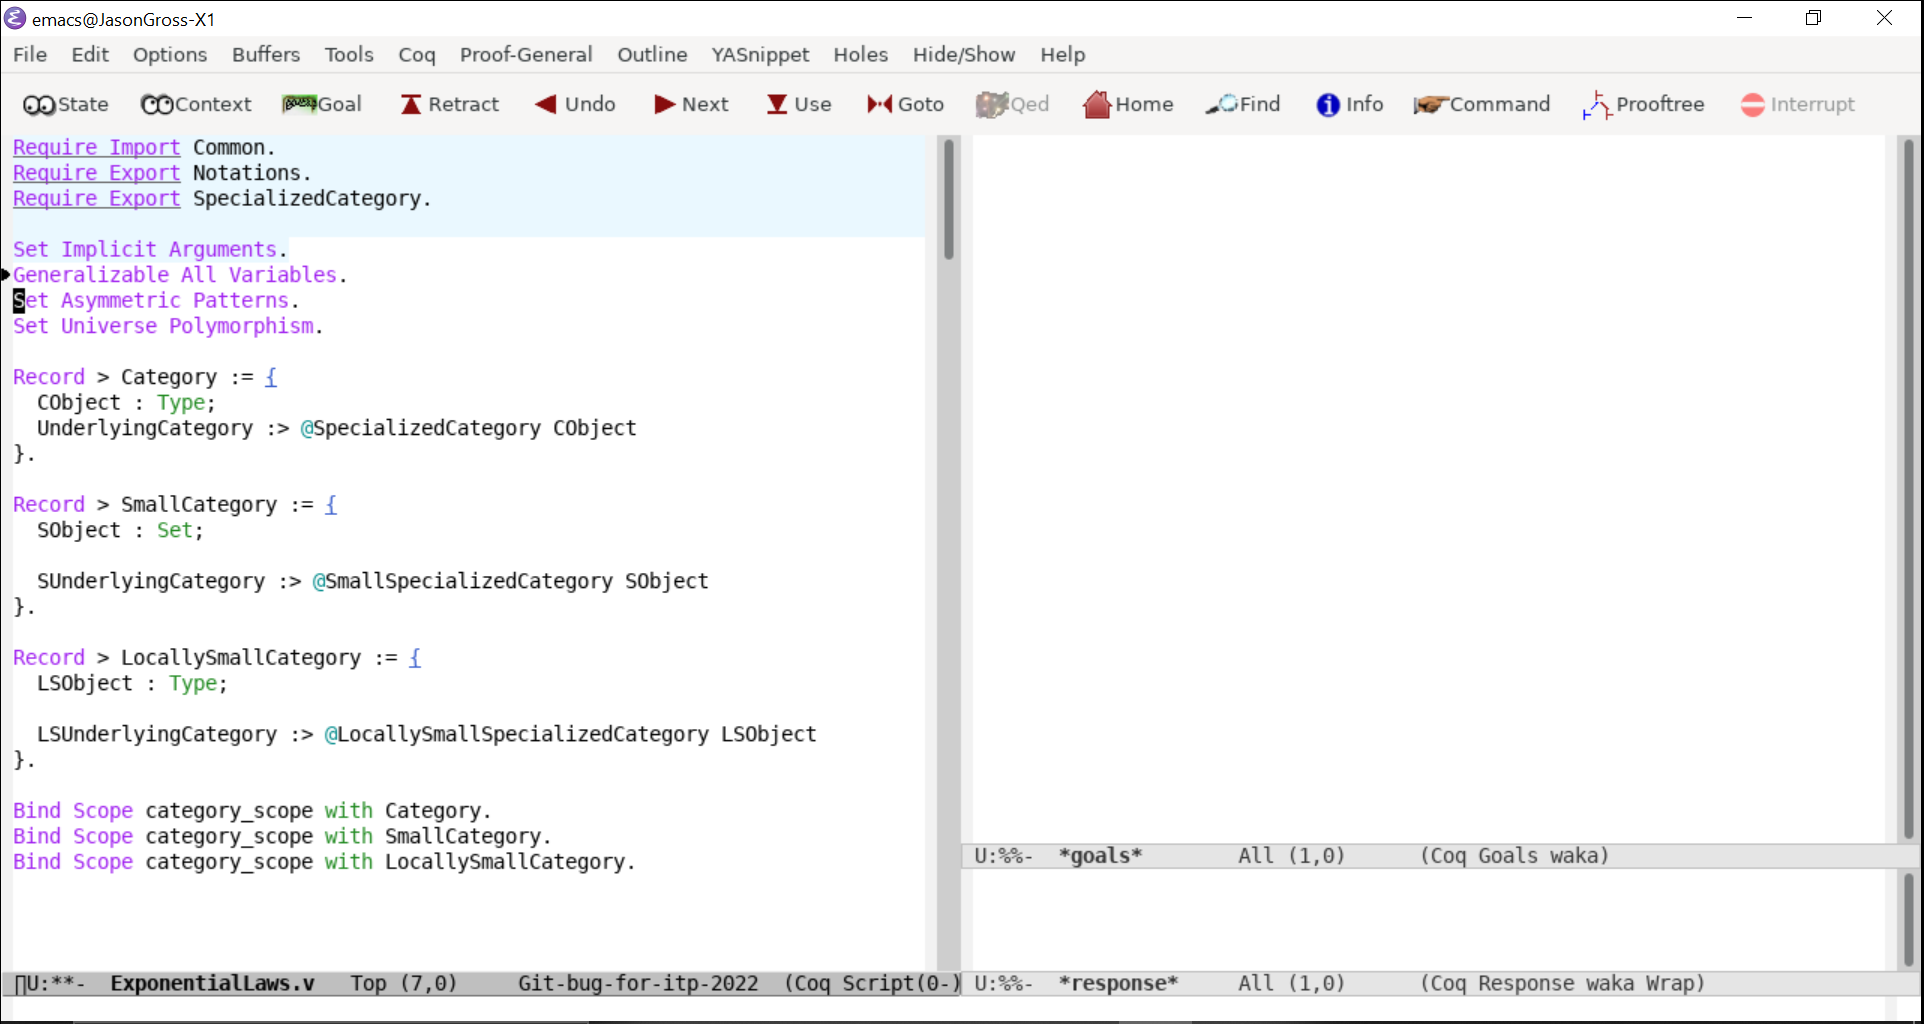 emacs@JasonGross-X1
File Edit Options Buffers Tools Coq Proof-General Outline YASnippet Holes Hide/Show Help
State Context Goal Retract Undo Next Use Goto Qed Home Find Info Command Prooftree Interrupt
Require Import Common.
Require Export Notations.
Require Export SpecializedCategory.
Set Implicit Arguments.
Generalizable All Variables.
Set Asymmetric Patterns.
Set Universe Polymorphism.
Record > Category := {
  CObject : Type;
  UnderlyingCategory :> @SpecializedCategory CObject
}.
Record > SmallCategory := {
  SObject : Set;
  SUnderlyingCategory :> @SmallSpecializedCategory SObject
}.
Record > LocallySmallCategory := {
  LSObject : Type;
  LSUnderlyingCategory :> @LocallySmallSpecializedCategory LSObject
}.
Bind Scope category_scope with Category.
Bind Scope category_scope with SmallCategory.
Bind Scope category_scope with LocallySmallCategory.
U:**-  ExponentialLaws.v   Top (7,0)     Git-bug-for-itp-2022  (Coq Script(0-)
U:%%-  *goals*        All (1,0)      (Coq Goals waka)
U:%%-  *response*     All (1,0)      (Coq Response waka Wrap)